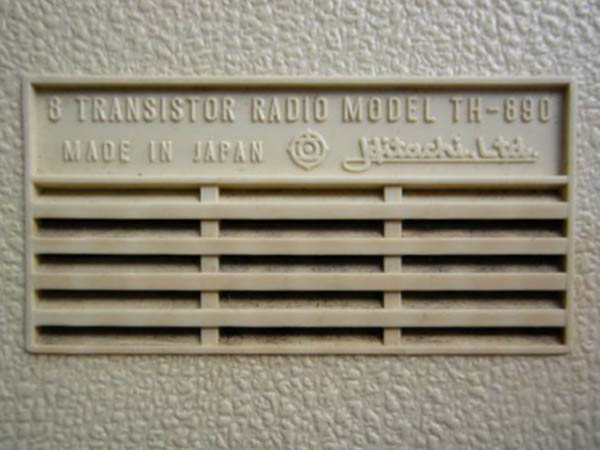 8 TRANSISTOR RADIO MODEL TH-890
MADE IN JAPAN Hitachi, Ltd.